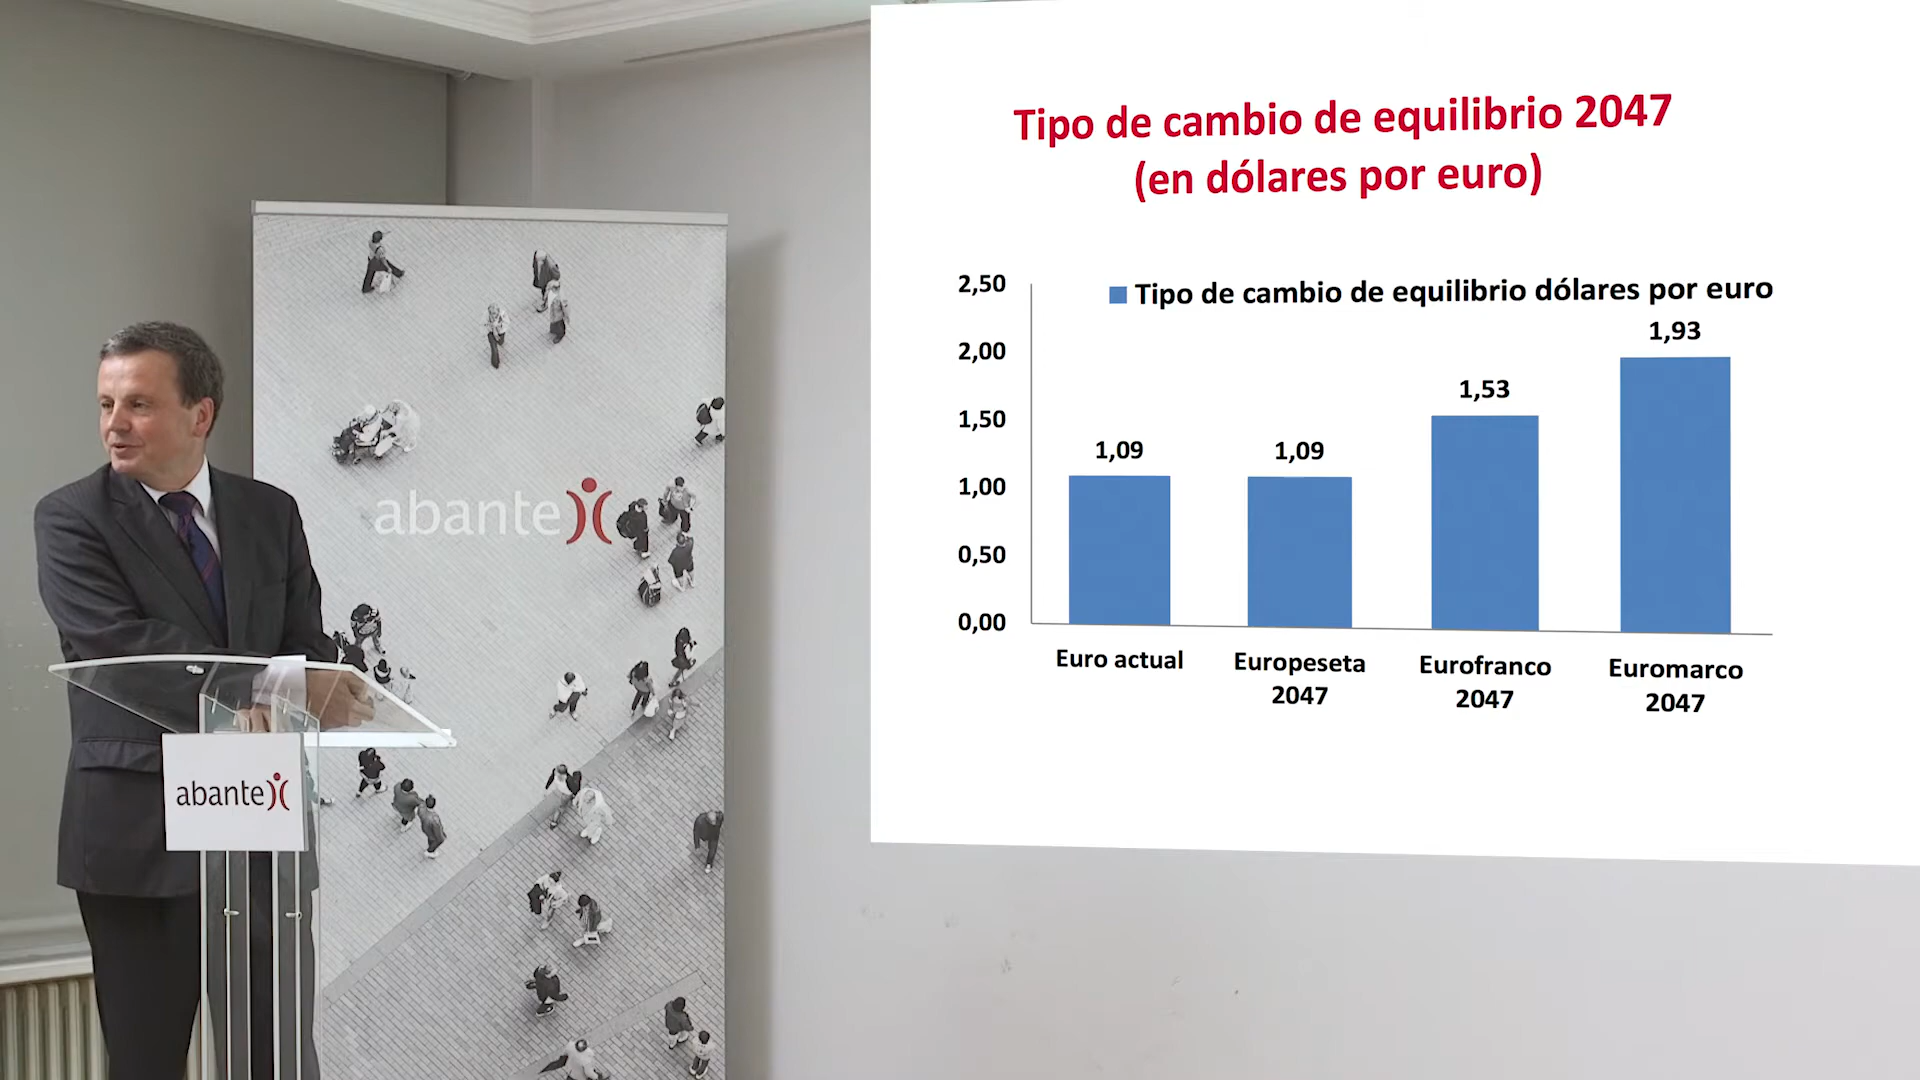 Tipo de cambio de equilibrio 2047
(en dólares por euro)
Tipo de cambio de equilibrio dólares por euro
2,50
2,00
1,50
1,00
0,50
0,00
1,09
1,09
1,53
1,93
Euro actual
Europeseta
2047
Eurofranco
2047
Euromarco
2047
abante
abante